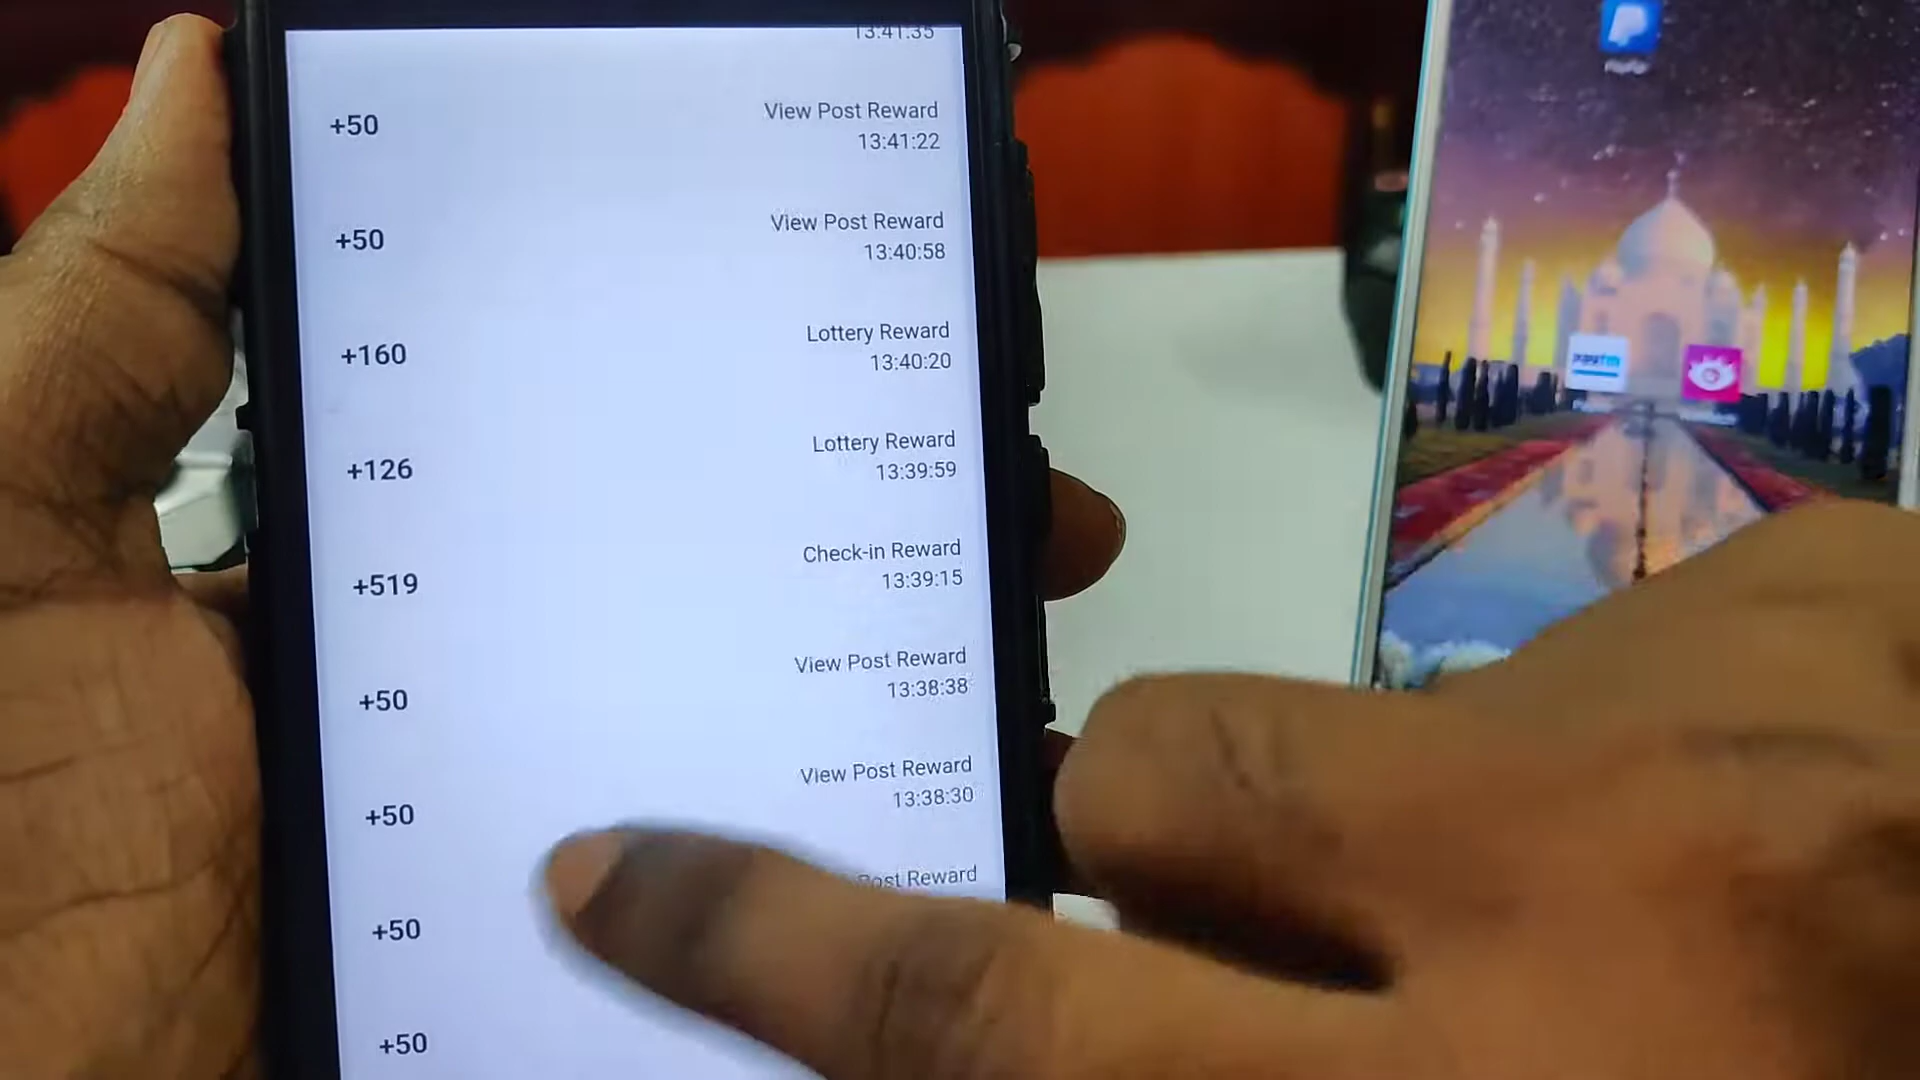 13:41:35
+50
View Post Reward
13:41:22
+50
View Post Reward
13:40:58
+160
Lottery Reward
13:40:20
+126
Lottery Reward
13:39:59
+519
Check-in Reward
13:39:15
+50
View Post Reward
13:38:38
+50
View Post Reward
13:38:30
+50
Post Reward
+50
paytm